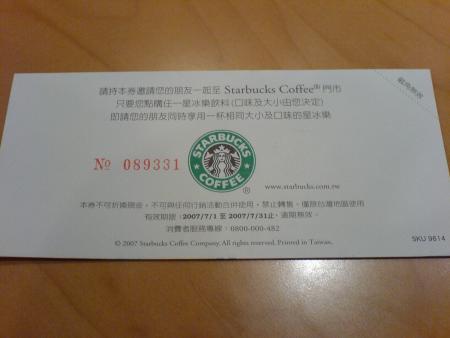 請持本券邀請您的朋友一起至 Starbucks Coffee® 門市
只要您點購任一星冰樂飲料(口味及大小由您決定)
即請您的朋友同時享用一杯相同大小及口味的星冰樂
截角無效
No 089331
STARBUCKS
COFFEE
®
www.starbucks.com.tw
本券不可折換現金，不可與任何行銷活動合併使用，禁止轉售，僅限台灣地區使用
有效期限：2007/7/1 至 2007/7/31止，逾期無效。
消費者服務專線：0800-000-482
© 2007 Starbucks Coffee Company. All rights reserved. Printed in Taiwan.
SKU 9614